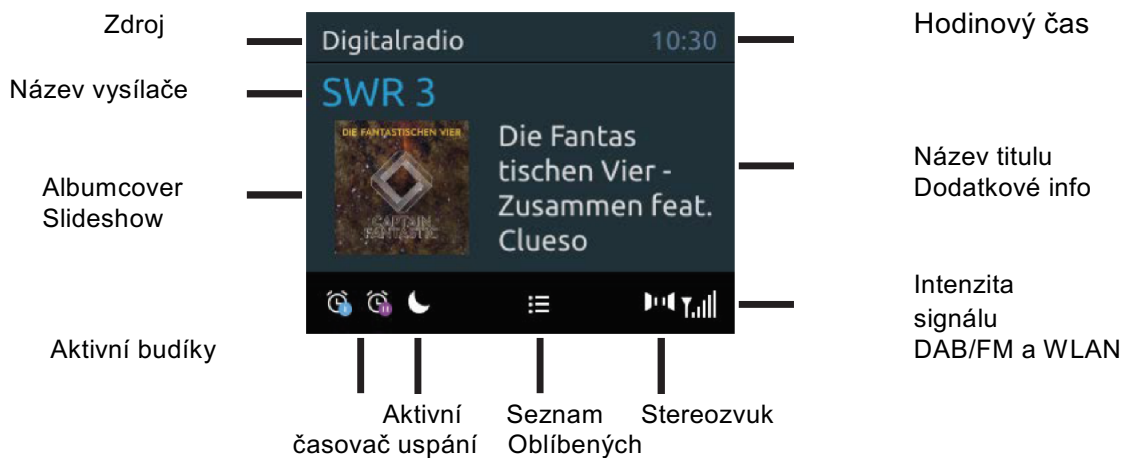 Zdroj
Digitalradio
10:30
Hodinový čas
Název vysílače
SWR 3
DIE FANTASTISCHEN VIER
CAPTAIN
FANTASTIC
Die Fantas
tischen Vier -
Zusammen feat.
Clueso
Název titulu
Dodatkové info
Albumcover
Slideshow
Intenzita
signálu
DAB/FM a WLAN
Aktivní budíky
Aktivní
časovač uspání
Seznam
Oblíbených
Stereozvuk